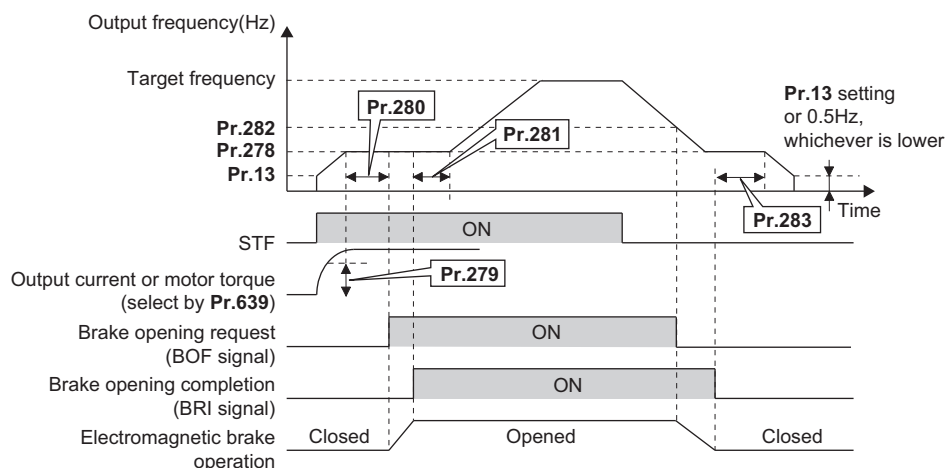 Output frequency(Hz)
Target frequency
Pr.280
Pr.13 setting
or 0.5Hz,
whichever is lower
Pr.282
Pr.281
Pr.278
Pr.13
Time
Pr.283
STF
ON
Output current or motor torque
(select by Pr.639)
Pr.279
Brake opening request
(BOF signal)
ON
Brake opening completion
(BRI signal)
ON
Electromagnetic brake
operation
Closed
Opened
Closed